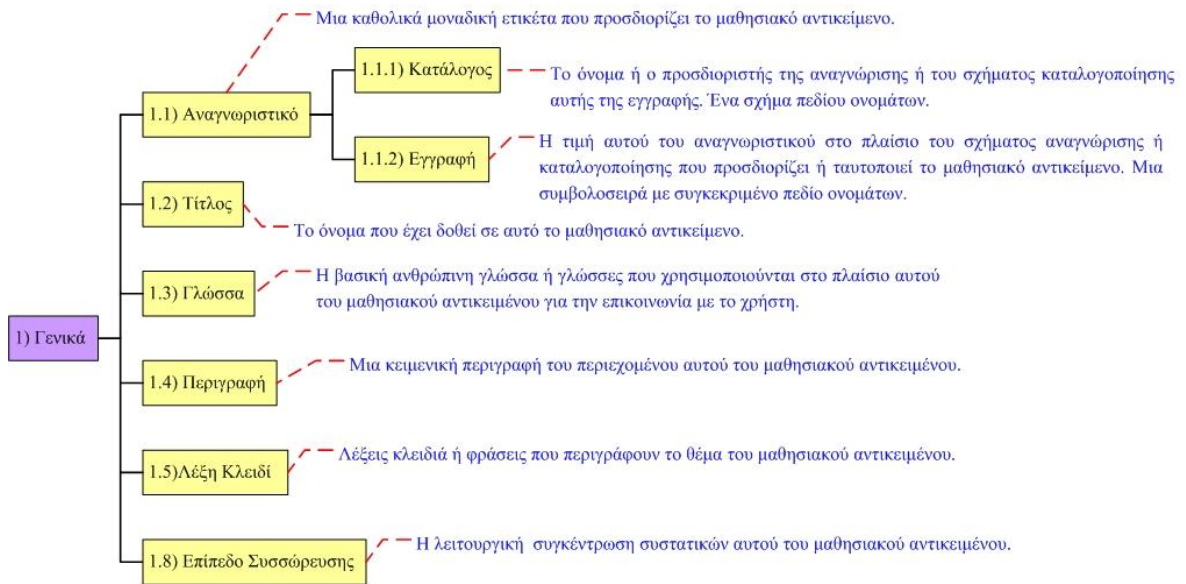 Μια καθολικά μοναδική ετικέτα που προσδιορίζει το μαθησιακό αντικείμενο.
1.1.1) Κατάλογος
Το όνομα ή ο προσδιοριστής της αναγνώρισης ή του σχήματος καταλογοποίησης
αυτής της εγγραφής. Ένα σχήμα πεδίου ονομάτων.
1.1) Αναγνωριστικό
1.1.2) Εγγραφή
Η τιμή αυτού του αναγνωριστικού στο πλαίσιο του σχήματος αναγνώρισης ή
καταλογοποίησης που προσδιορίζει ή ταυτοποιεί το μαθησιακό αντικείμενο. Μια
συμβολοσειρά με συγκεκριμένο πεδίο ονομάτων.
1.2) Τίτλος
Το όνομα που έχει δοθεί σε αυτό το μαθησιακό αντικείμενο.
1.3) Γλώσσα
Η βασική ανθρώπινη γλώσσα ή γλώσσες που χρησιμοποιούνται στο πλαίσιο αυτού
του μαθησιακού αντικειμένου για την επικοινωνία με το χρήστη.
1) Γενικά
1.4) Περιγραφή
Μια κειμενική περιγραφή του περιεχομένου αυτού του μαθησιακού αντικειμένου.
1.5)Λέξη Κλειδί
Λέξεις κλειδιά ή φράσεις που περιγράφουν το θέμα του μαθησιακού αντικειμένου.
1.8) Επίπεδο Συσσώρευσης
Η λειτουργική συγκέντρωση συστατικών αυτού του μαθησιακού αντικειμένου.